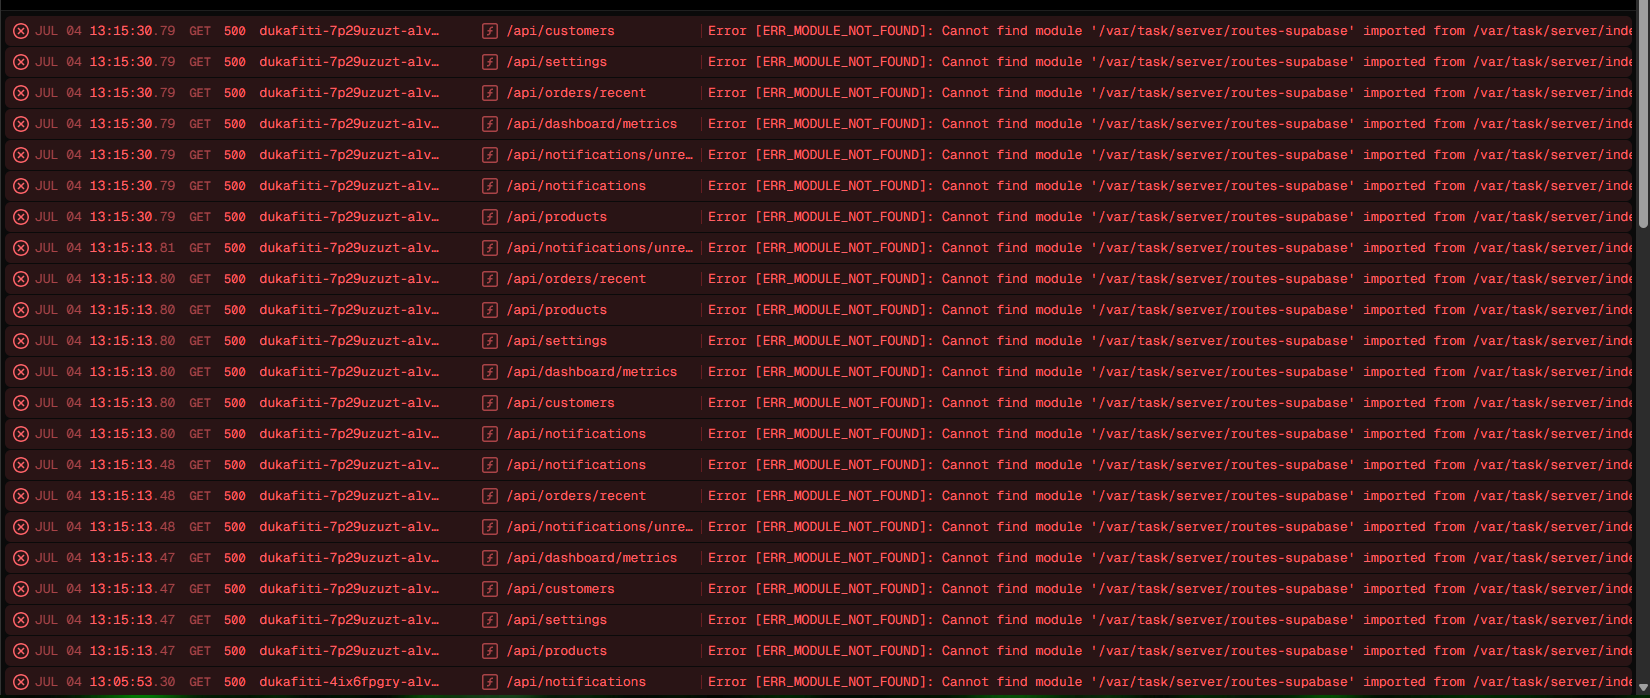 JUL 04 13:15:30.79 GET 500 dukafiti-7p29uzuzt-alv… /api/customers Error [ERR_MODULE_NOT_FOUND]: Cannot find module '/var/task/server/routes-supabase' imported from /var/task/server/inde
JUL 04 13:15:30.79 GET 500 dukafiti-7p29uzuzt-alv… /api/settings Error [ERR_MODULE_NOT_FOUND]: Cannot find module '/var/task/server/routes-supabase' imported from /var/task/server/inde
JUL 04 13:15:30.79 GET 500 dukafiti-7p29uzuzt-alv… /api/orders/recent Error [ERR_MODULE_NOT_FOUND]: Cannot find module '/var/task/server/routes-supabase' imported from /var/task/server/inde
JUL 04 13:15:30.79 GET 500 dukafiti-7p29uzuzt-alv… /api/dashboard/metrics Error [ERR_MODULE_NOT_FOUND]: Cannot find module '/var/task/server/routes-supabase' imported from /var/task/server/inde
JUL 04 13:15:30.79 GET 500 dukafiti-7p29uzuzt-alv… /api/notifications/unre… Error [ERR_MODULE_NOT_FOUND]: Cannot find module '/var/task/server/routes-supabase' imported from /var/task/server/inde
JUL 04 13:15:30.79 GET 500 dukafiti-7p29uzuzt-alv… /api/notifications Error [ERR_MODULE_NOT_FOUND]: Cannot find module '/var/task/server/routes-supabase' imported from /var/task/server/inde
JUL 04 13:15:30.79 GET 500 dukafiti-7p29uzuzt-alv… /api/products Error [ERR_MODULE_NOT_FOUND]: Cannot find module '/var/task/server/routes-supabase' imported from /var/task/server/inde
JUL 04 13:15:13.81 GET 500 dukafiti-7p29uzuzt-alv… /api/notifications/unre… Error [ERR_MODULE_NOT_FOUND]: Cannot find module '/var/task/server/routes-supabase' imported from /var/task/server/inde
JUL 04 13:15:13.80 GET 500 dukafiti-7p29uzuzt-alv… /api/orders/recent Error [ERR_MODULE_NOT_FOUND]: Cannot find module '/var/task/server/routes-supabase' imported from /var/task/server/inde
JUL 04 13:15:13.80 GET 500 dukafiti-7p29uzuzt-alv… /api/products Error [ERR_MODULE_NOT_FOUND]: Cannot find module '/var/task/server/routes-supabase' imported from /var/task/server/inde
JUL 04 13:15:13.80 GET 500 dukafiti-7p29uzuzt-alv… /api/settings Error [ERR_MODULE_NOT_FOUND]: Cannot find module '/var/task/server/routes-supabase' imported from /var/task/server/inde
JUL 04 13:15:13.80 GET 500 dukafiti-7p29uzuzt-alv… /api/dashboard/metrics Error [ERR_MODULE_NOT_FOUND]: Cannot find module '/var/task/server/routes-supabase' imported from /var/task/server/inde
JUL 04 13:15:13.80 GET 500 dukafiti-7p29uzuzt-alv… /api/customers Error [ERR_MODULE_NOT_FOUND]: Cannot find module '/var/task/server/routes-supabase' imported from /var/task/server/inde
JUL 04 13:15:13.80 GET 500 dukafiti-7p29uzuzt-alv… /api/notifications Error [ERR_MODULE_NOT_FOUND]: Cannot find module '/var/task/server/routes-supabase' imported from /var/task/server/inde
JUL 04 13:15:13.48 GET 500 dukafiti-7p29uzuzt-alv… /api/notifications Error [ERR_MODULE_NOT_FOUND]: Cannot find module '/var/task/server/routes-supabase' imported from /var/task/server/inde
JUL 04 13:15:13.48 GET 500 dukafiti-7p29uzuzt-alv… /api/orders/recent Error [ERR_MODULE_NOT_FOUND]: Cannot find module '/var/task/server/routes-supabase' imported from /var/task/server/inde
JUL 04 13:15:13.48 GET 500 dukafiti-7p29uzuzt-alv… /api/notifications/unre… Error [ERR_MODULE_NOT_FOUND]: Cannot find module '/var/task/server/routes-supabase' imported from /var/task/server/inde
JUL 04 13:15:13.47 GET 500 dukafiti-7p29uzuzt-alv… /api/dashboard/metrics Error [ERR_MODULE_NOT_FOUND]: Cannot find module '/var/task/server/routes-supabase' imported from /var/task/server/inde
JUL 04 13:15:13.47 GET 500 dukafiti-7p29uzuzt-alv… /api/customers Error [ERR_MODULE_NOT_FOUND]: Cannot find module '/var/task/server/routes-supabase' imported from /var/task/server/inde
JUL 04 13:15:13.47 GET 500 dukafiti-7p29uzuzt-alv… /api/settings Error [ERR_MODULE_NOT_FOUND]: Cannot find module '/var/task/server/routes-supabase' imported from /var/task/server/inde
JUL 04 13:15:13.47 GET 500 dukafiti-7p29uzuzt-alv… /api/products Error [ERR_MODULE_NOT_FOUND]: Cannot find module '/var/task/server/routes-supabase' imported from /var/task/server/inde
JUL 04 13:05:53.30 GET 500 dukafiti-4ix6fpgry-alv… /api/notifications Error [ERR_MODULE_NOT_FOUND]: Cannot find module '/var/task/server/routes-supabase' imported from /var/task/server/inde